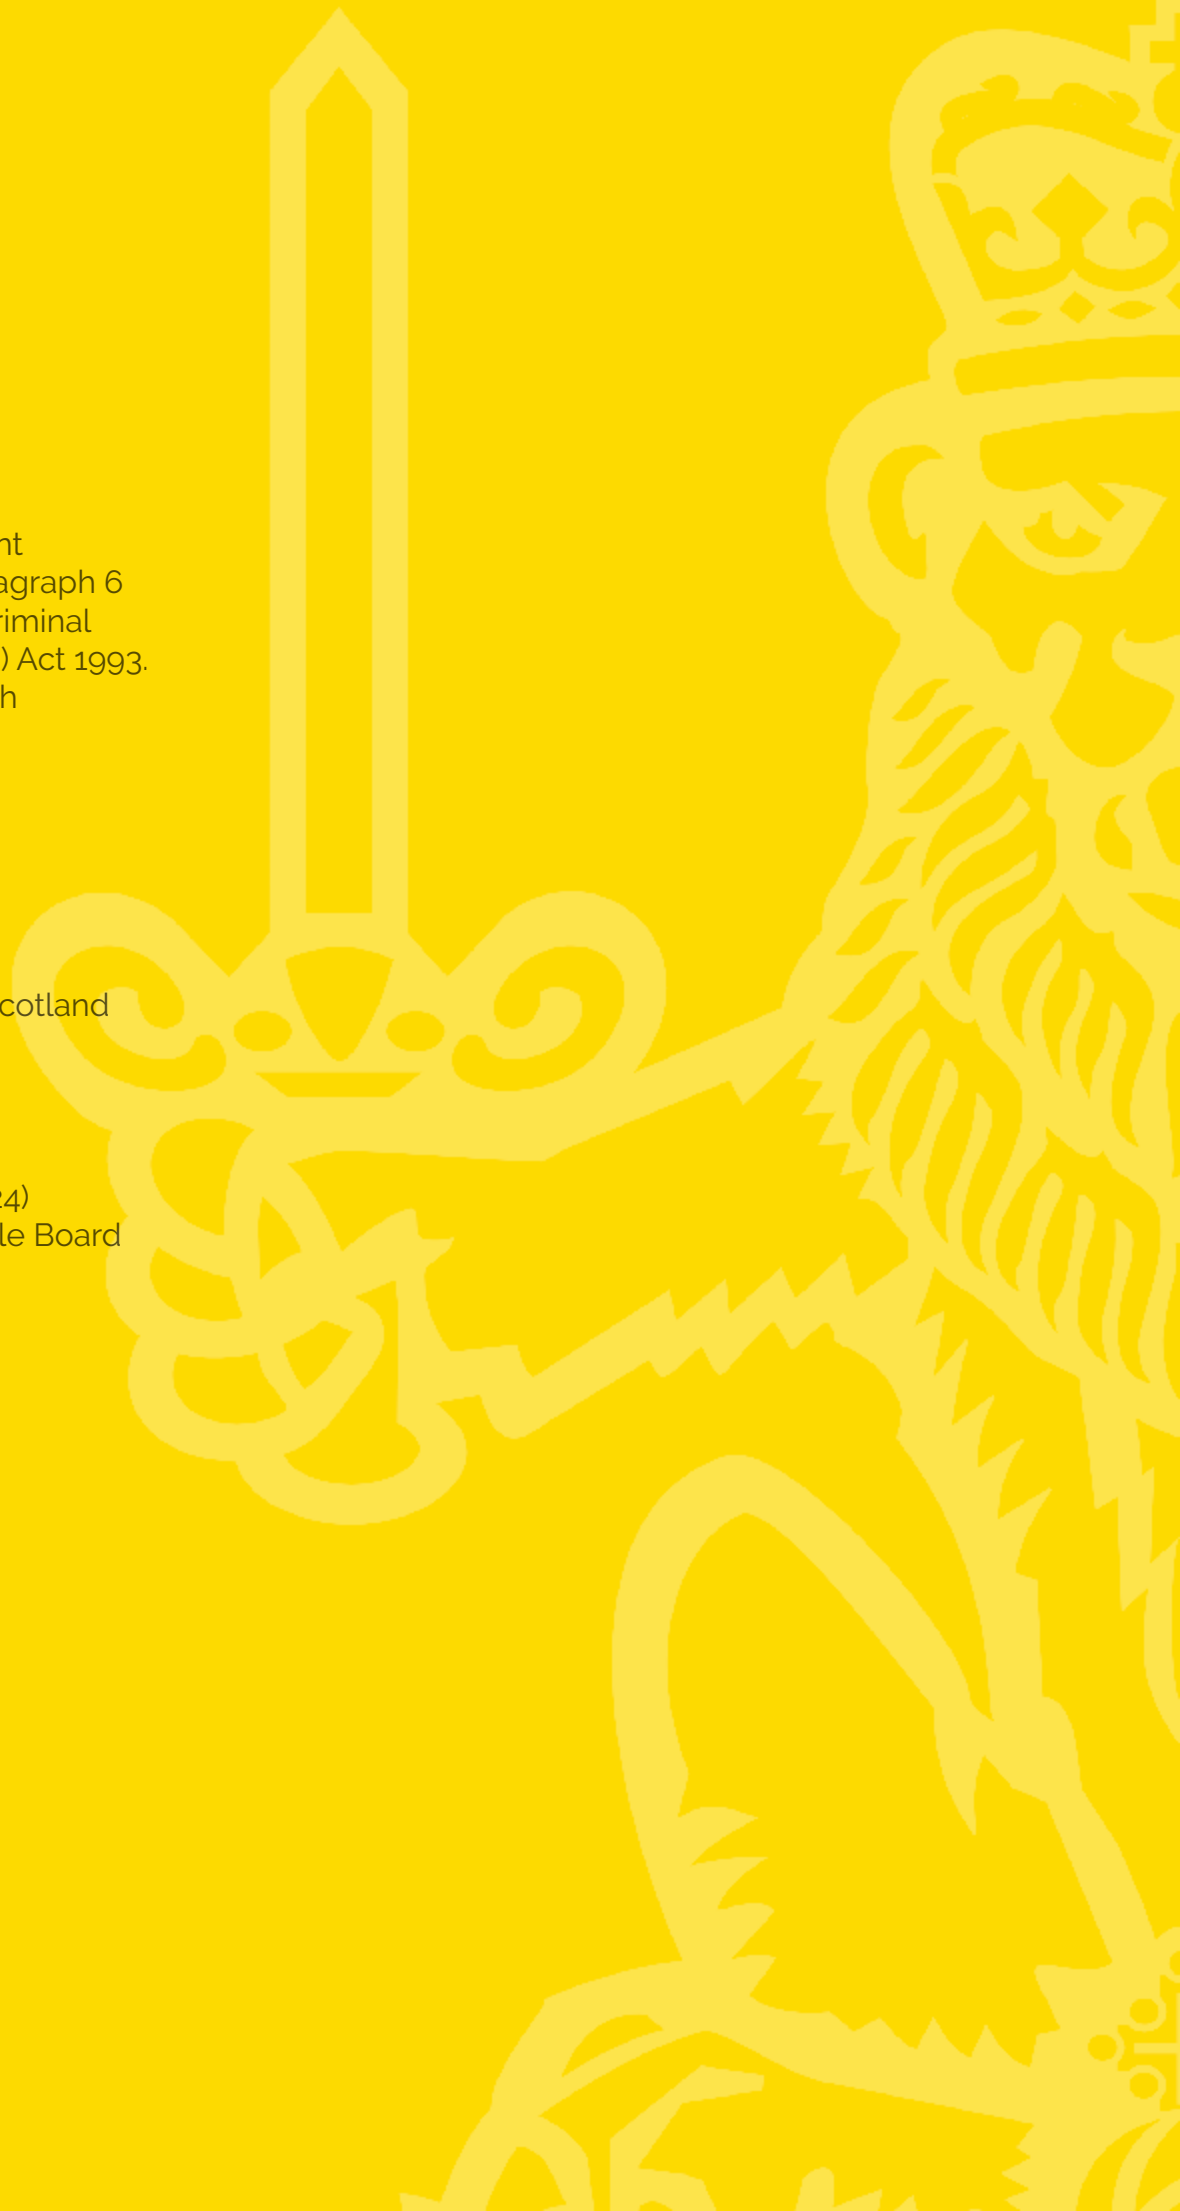 nt
agraph 6
riminal
) Act 1993.
h
cotland
24)
le Board